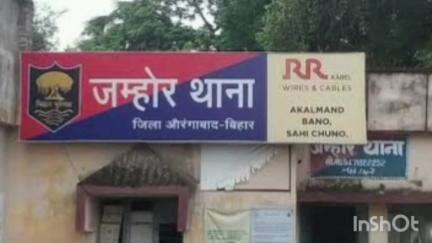 जम्होर थाना
जिला औरंगाबाद-बिहार
RR KABEL
WIRES & CABLES
AKALMAND
BANO,
SAHI CHUNO.
जम्होर थाना
InShOt